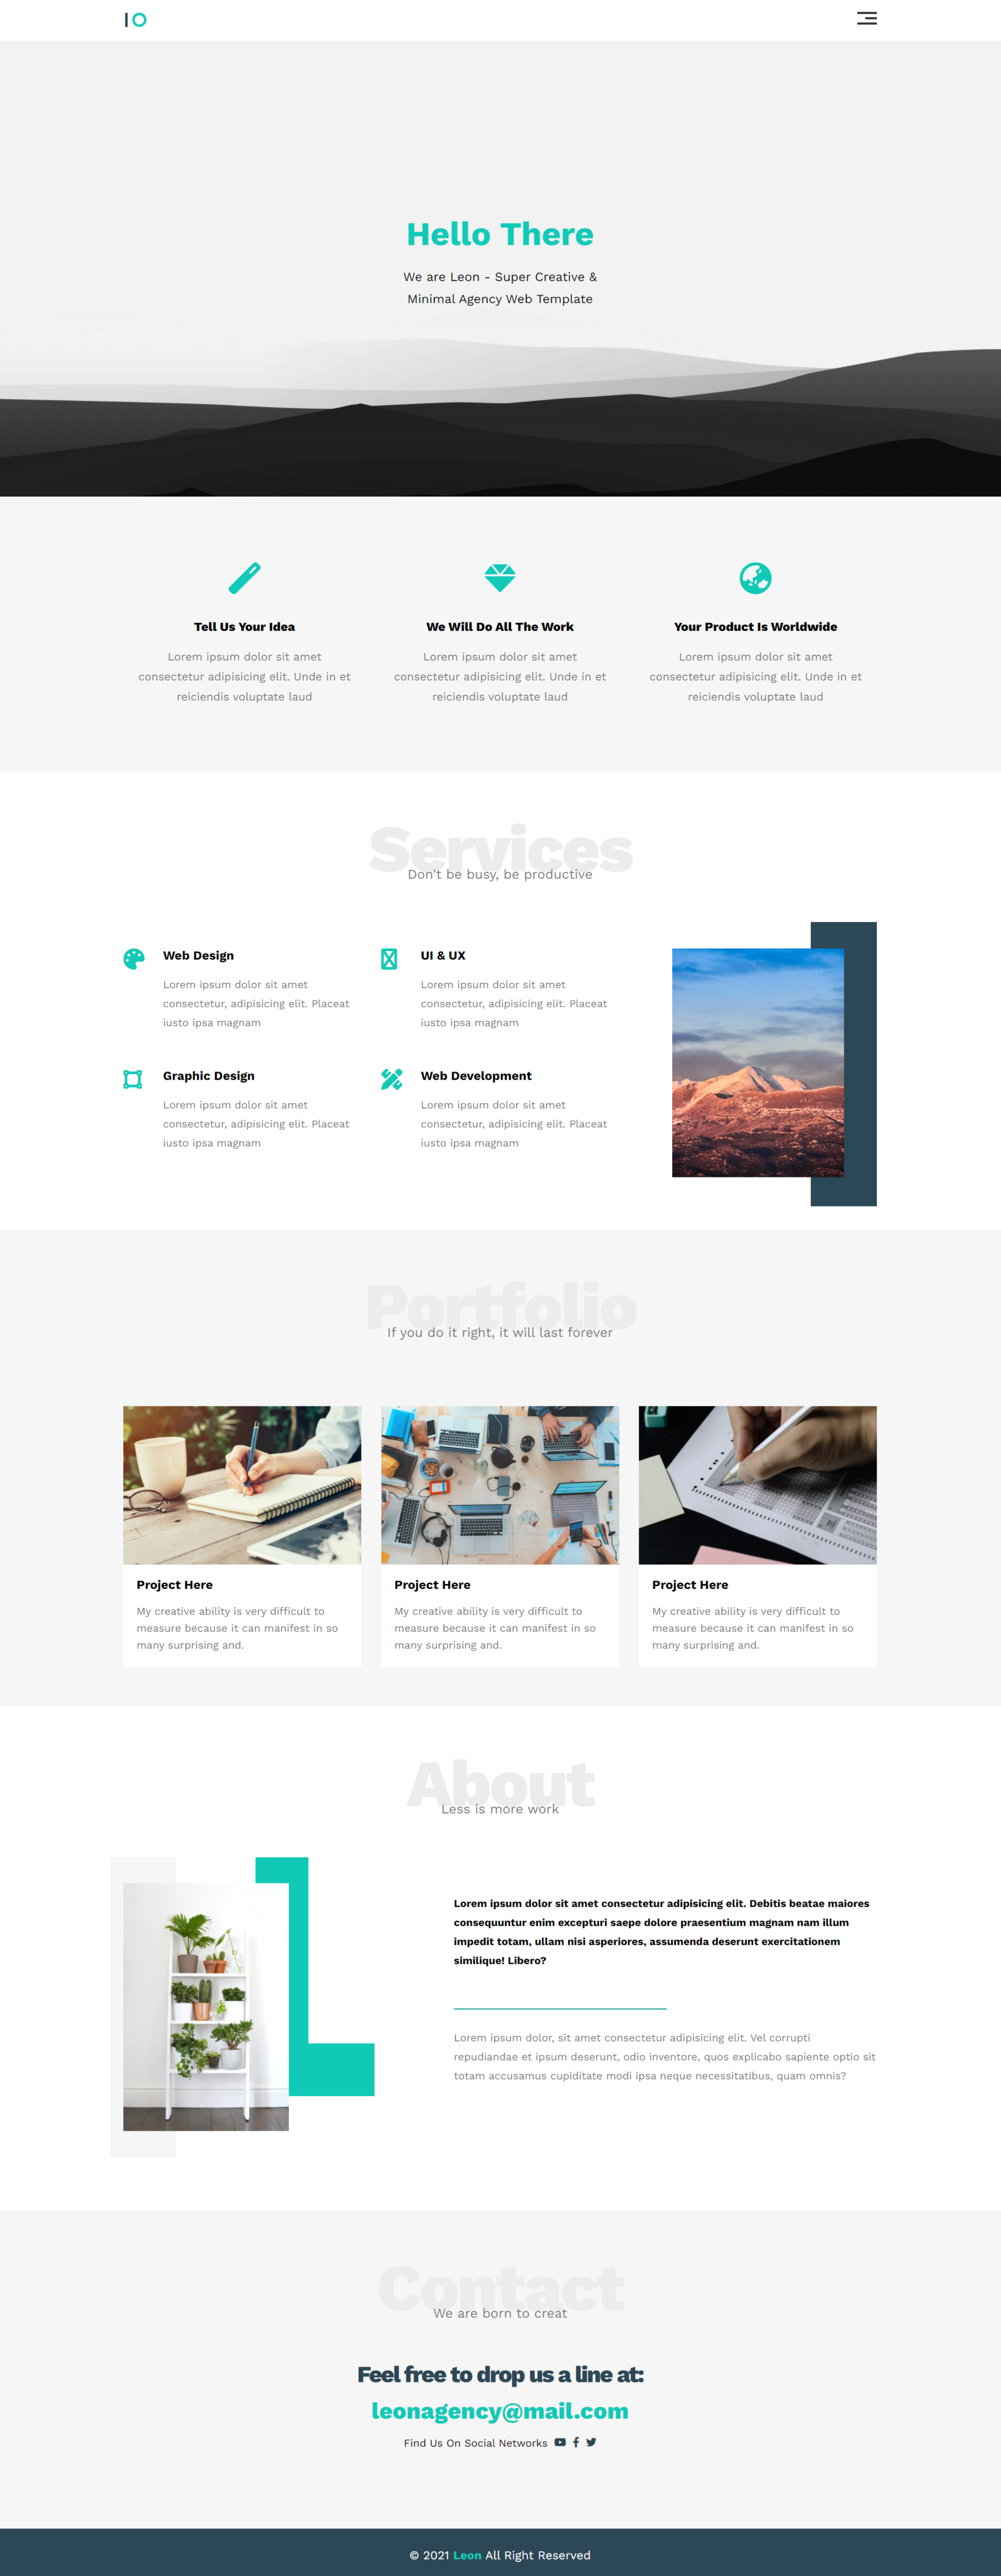 IO
Hello There
We are Leon - Super Creative &
Minimal Agency Web Template
Tell Us Your Idea
Lorem ipsum dolor sit amet
consectetur adipisicing elit. Unde in et
reiciendis voluptate laud
We Will Do All The Work
Lorem ipsum dolor sit amet
consectetur adipisicing elit. Unde in et
reiciendis voluptate laud
Your Product Is Worldwide
Lorem ipsum dolor sit amet
consectetur adipisicing elit. Unde in et
reiciendis voluptate laud
Services
Don't be busy, be productive
Web Design
Lorem ipsum dolor sit amet
consectetur, adipisicing elit. Placeat
iusto ipsa magnam
UI & UX
Lorem ipsum dolor sit amet
consectetur, adipisicing elit. Placeat
iusto ipsa magnam
Graphic Design
Lorem ipsum dolor sit amet
consectetur, adipisicing elit. Placeat
iusto ipsa magnam
Web Development
Lorem ipsum dolor sit amet
consectetur, adipisicing elit. Placeat
iusto ipsa magnam
Portfolio
If you do it right, it will last forever
Project Here
My creative ability is very difficult to
measure because it can manifest in so
many surprising and.
Project Here
My creative ability is very difficult to
measure because it can manifest in so
many surprising and.
Project Here
My creative ability is very difficult to
measure because it can manifest in so
many surprising and.
About
Less is more work
Lorem ipsum dolor sit amet consectetur adipisicing elit. Debitis beatae maiores
consequuntur enim excepturi saepe dolore praesentium magnam nam illum
impedit totam, ullam nisi asperiores, assumenda deserunt exercitationem
similique! Libero?
Lorem ipsum dolor, sit amet consectetur adipisicing elit. Vel corrupti
repudiandae et ipsum deserunt, odio inventore, quos explicabo sapiente optio sit
totam accusamus cupiditate modi ipsa neque necessitatibus, quam omnis?
Contact
We are born to creat
Feel free to drop us a line at:
leonagency@mail.com
Find Us On Social Networks
© 2021 Leon All Right Reserved